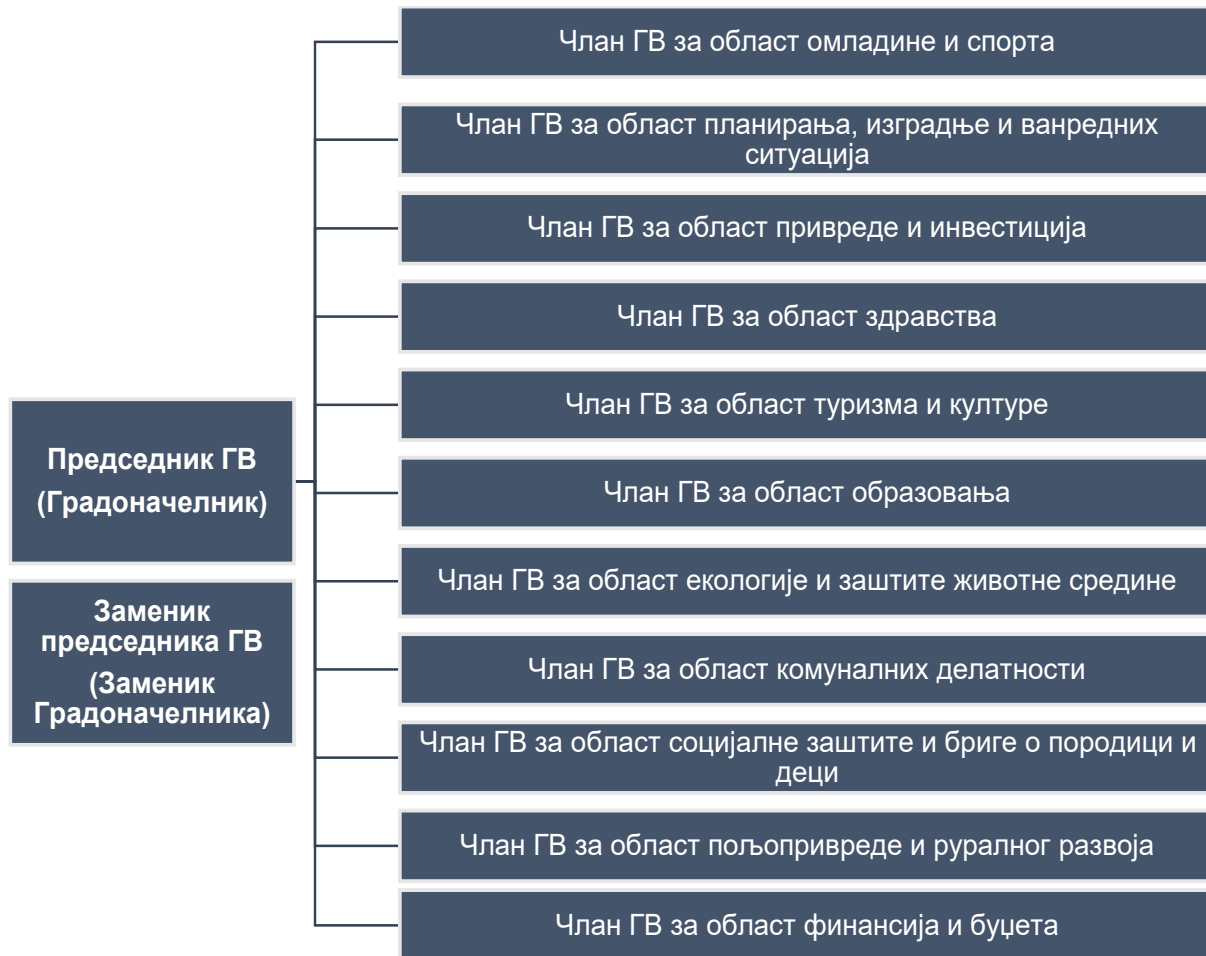 Члан ГВ за област омладине и спорта
Члан ГВ за област планирања, изградње и ванредних
ситуација
Члан ГВ за област привреде и инвестиција
Члан ГВ за област здравства
Члан ГВ за област туризма и културе
Председник ГВ
(Градоначелник)
Члан ГВ за област образовања
Члан ГВ за област екологије и заштите животне средине
Заменик
председника ГВ
(Заменик
Градоначелника)
Члан ГВ за област комуналних делатности
Члан ГВ за област социјалне заштите и бриге о породици и
деци
Члан ГВ за област пољопривреде и руралног развоја
Члан ГВ за област финансија и буџета